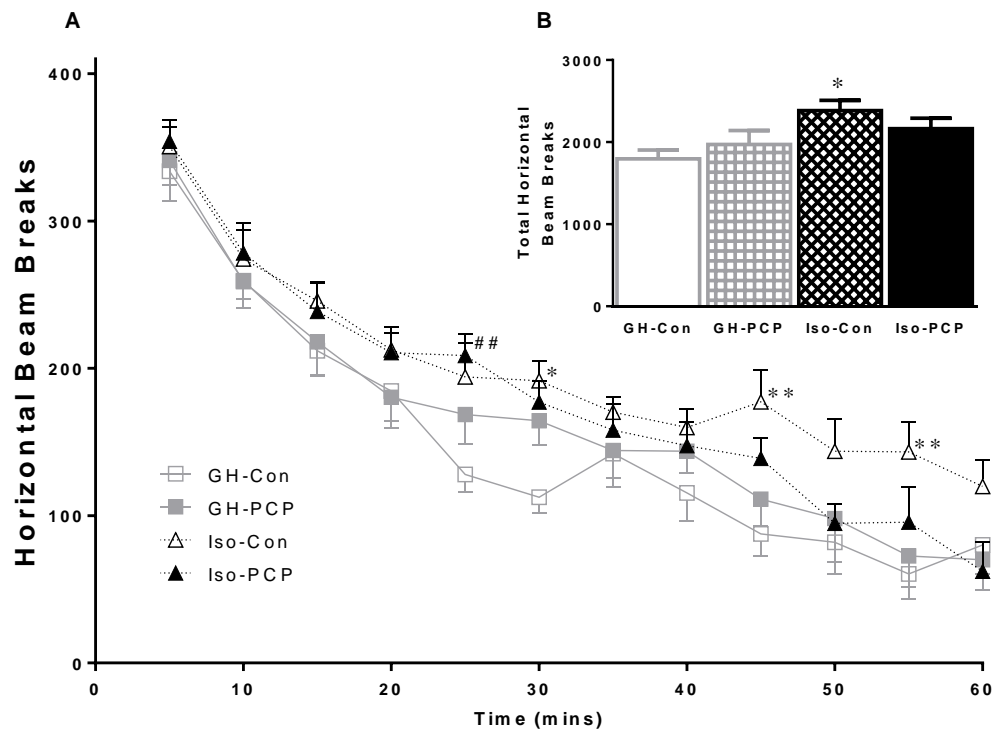 A
B
Horizontal Beam Breaks
400
300
200
100
0
Total Horizontal
Beam Breaks
3000
2000
1000
0
*
GH-Con GH-PCP Iso-Con Iso-PCP
##
*
**
**
GH-Con
GH-PCP
Iso-Con
Iso-PCP
0 10 20 30 40 50 60
Time (mins)